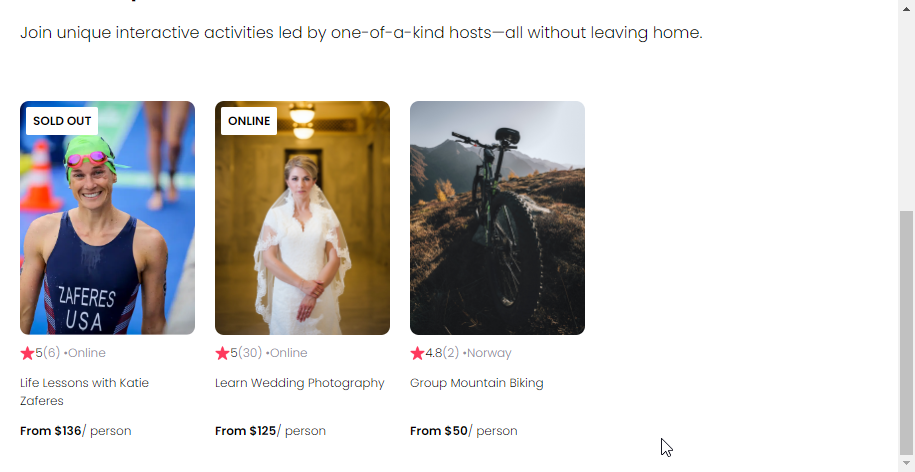 Join unique interactive activities led by one-of-a-kind hosts—all without leaving home.
SOLD OUT
ONLINE
ZAFERES
USA
5(6) •Online
5(30) •Online
4.8(2) •Norway
Life Lessons with Katie
Zaferes
Learn Wedding Photography
Group Mountain Biking
From $136/ person
From $125/ person
From $50/ person